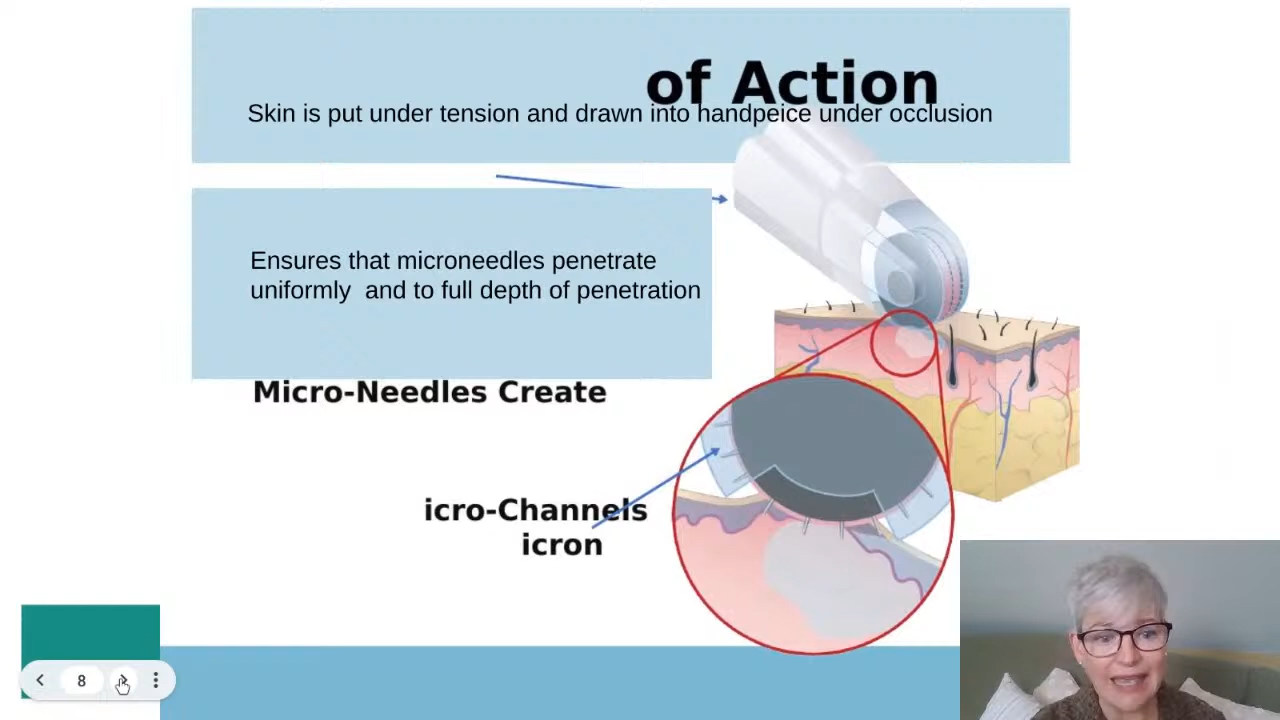 of Action
Skin is put under tension and drawn into handpeice under occlusion
Ensures that microneedles penetrate
uniformly  and to full depth of penetration
Micro-Needles Create
icro-Channels
icron
8